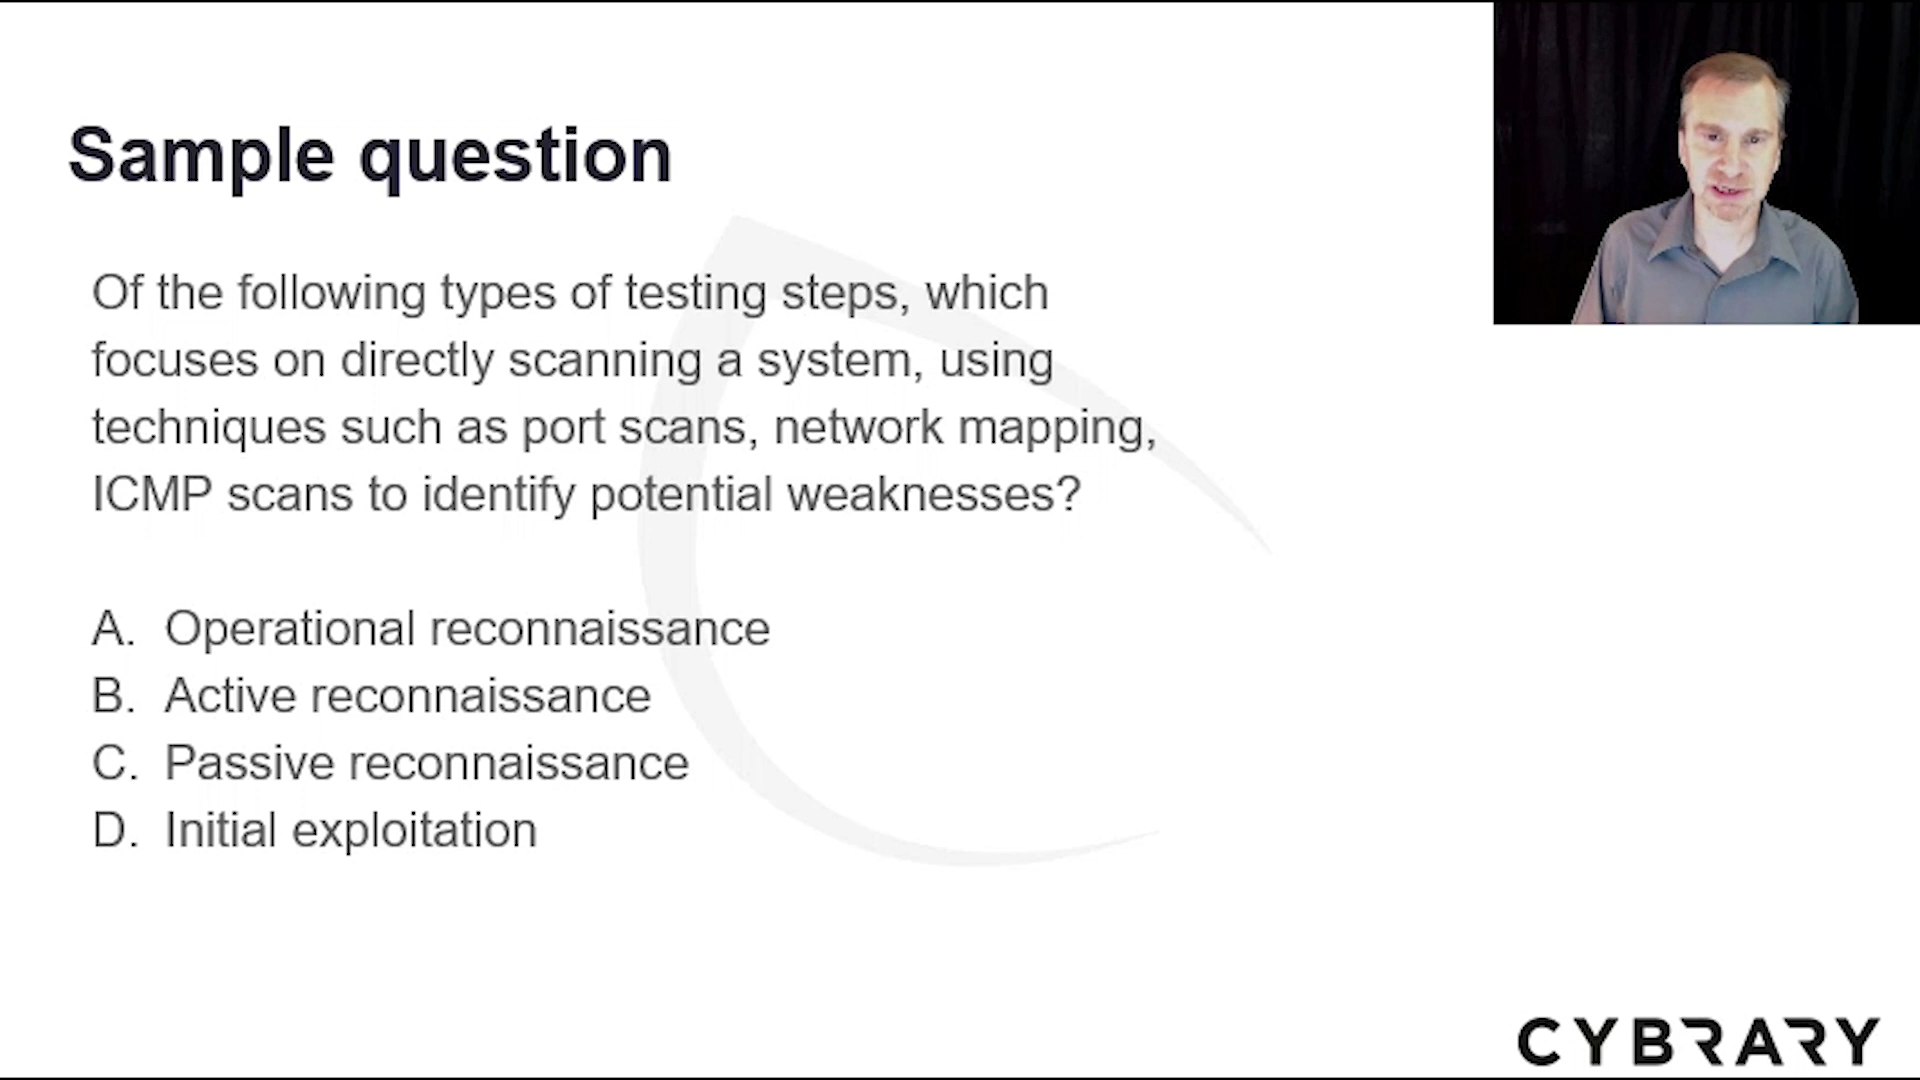 Sample question
Of the following types of testing steps, which
focuses on directly scanning a system, using
techniques such as port scans, network mapping,
ICMP scans to identify potential weaknesses?
A. Operational reconnaissance
B. Active reconnaissance
C. Passive reconnaissance
D. Initial exploitation
CYBRARY